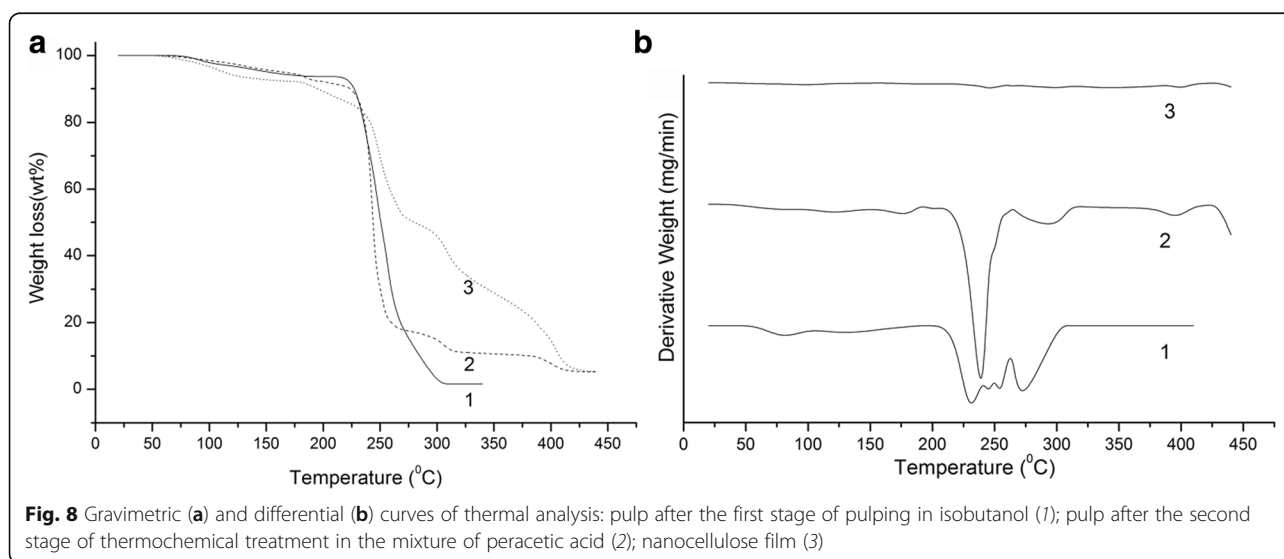 a
100
80
60
40
20
0
Weight loss(wt%)
3
2
1
0 50 100 150 200 250 300 350 400 450
Temperature (⁰C)
b
Derivative Weight (mg/min)
3
2
1
0 50 100 150 200 250 300 350 400 450
Temperature (⁰C)
Fig. 8 Gravimetric (a) and differential (b) curves of thermal analysis: pulp after the first stage of pulping in isobutanol (1); pulp after the second
stage of thermochemical treatment in the mixture of peracetic acid (2); nanocellulose film (3)